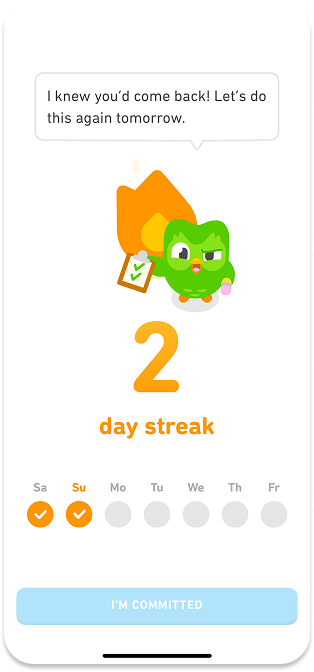 I knew you'd come back! Let's do
this again tomorrow.
2
day streak
Sa Su Mo Tu We Th Fr
I'M COMMITTED